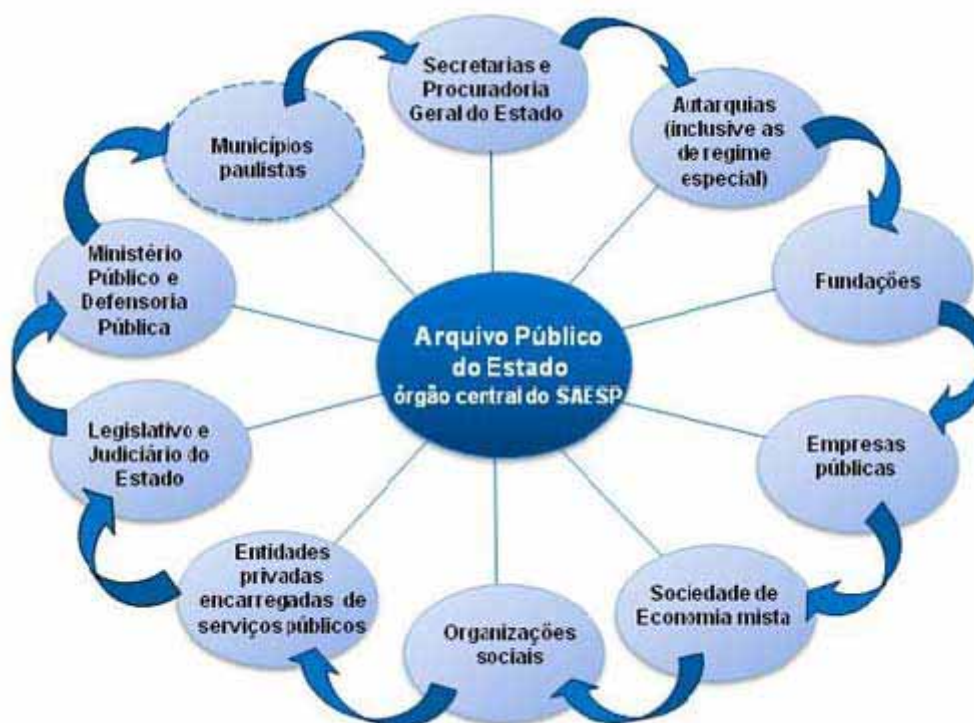 Secretarias e
Procuradoria
Geral do Estado
Autarquias
(inclusive as
de regime
especial)
Fundações
Empresas
públicas
Sociedade de
Economia mista
Organizações
sociais
Entidades
privadas
encarregadas de
serviços públicos
Legislativo e
Judiciário do
Estado
Ministério
Público e
Defensoria
Pública
Municípios
paulistas
Arquivo Público
do Estado
órgão central do SAESP